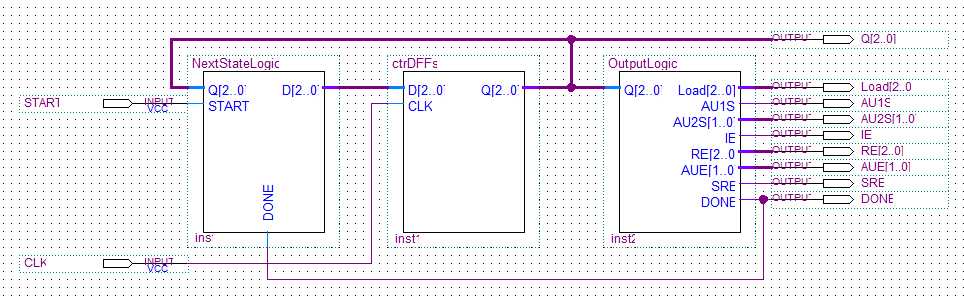 OUTPUT Q[2..0]
NextStateLogic ctrDFFs OutputLogic
Q[2..0] D[2..0] D[2..0] Q[2..0] Q[2..0] Load[2..0] OUTPUT Load[2..0
START INPUT VCC START CLK AU1S OUTPUT AU1S
AU2S[1..0] OUTPUT AU2S[1..0]
IE OUTPUT IE
RE[2..0] OUTPUT RE[2..0]
AUE[1..0 OUTPUT AUE[1..0]
SRE OUTPUT SRE
DONE DONE OUTPUT DONE
inst inst1 inst2
CLK INPUT VCC